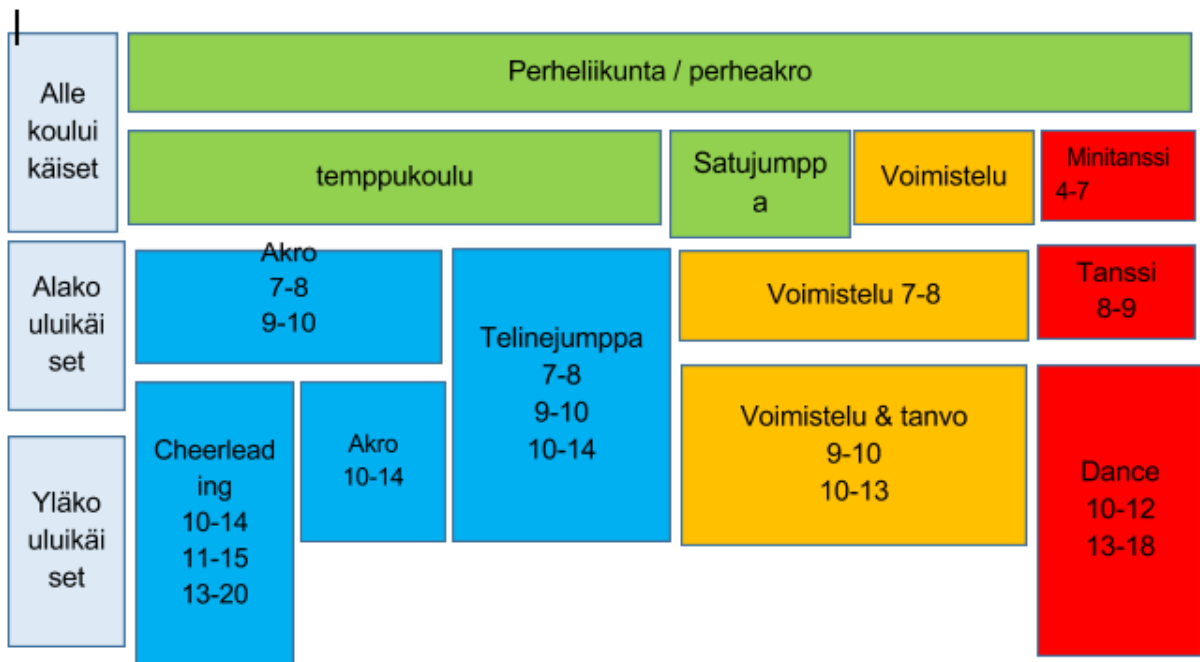 Alle
koului
käiset
Perheliikunta / perheakro
temppukoulu
Satujumpp
a
Voimistelu
Minitanssi
4-7
Alako
uluikäi
set
Akro
7-8
9-10
Telinejumppa
7-8
9-10
10-14
Voimistelu 7-8
Tanssi
8-9
Yläko
uluikäi
set
Cheerlead
ing
10-14
11-15
13-20
Akro
10-14
Voimistelu & tanvo
9-10
10-13
Dance
10-12
13-18